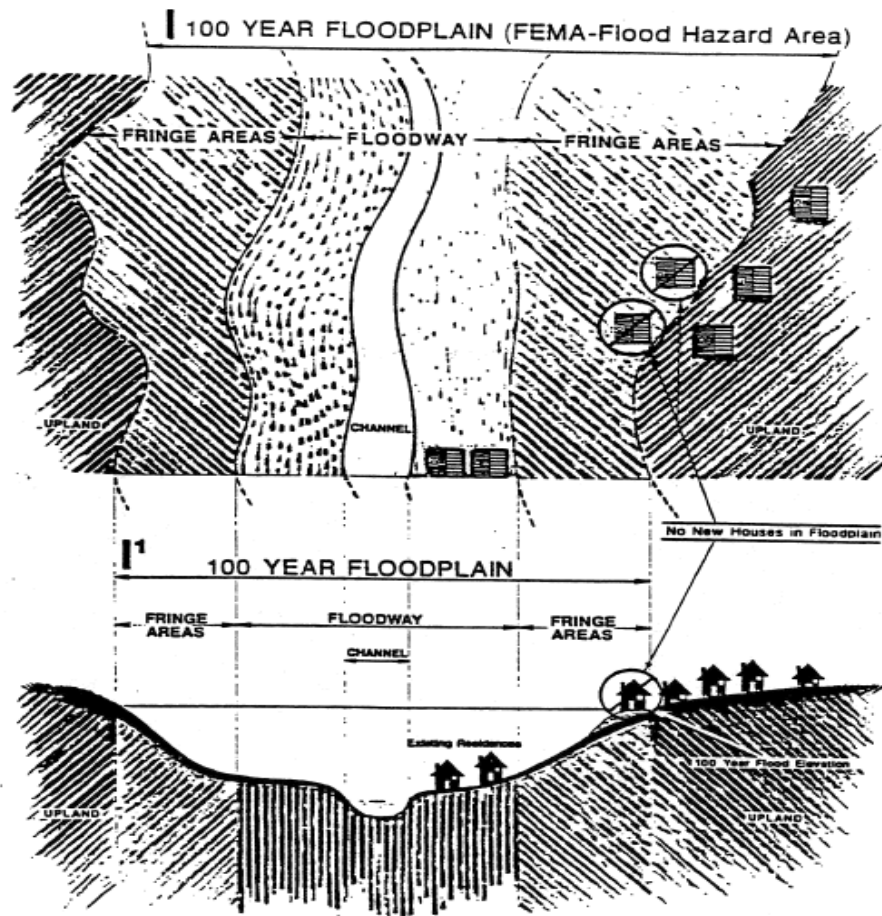 I 100 YEAR FLOODPLAIN (FEMA-Flood Hazard Area)
FRINGE AREAS FLOODWAY FRINGE AREAS
UPLAND
CHANNEL
UPLAND
No New Houses in Floodplain
I¹
100 YEAR FLOODPLAIN
FRINGE
AREAS
FLOODWAY
FRINGE
AREAS
CHANNEL
Existing Residences
100 Year Flood Elevation
UPLAND
UPLAND